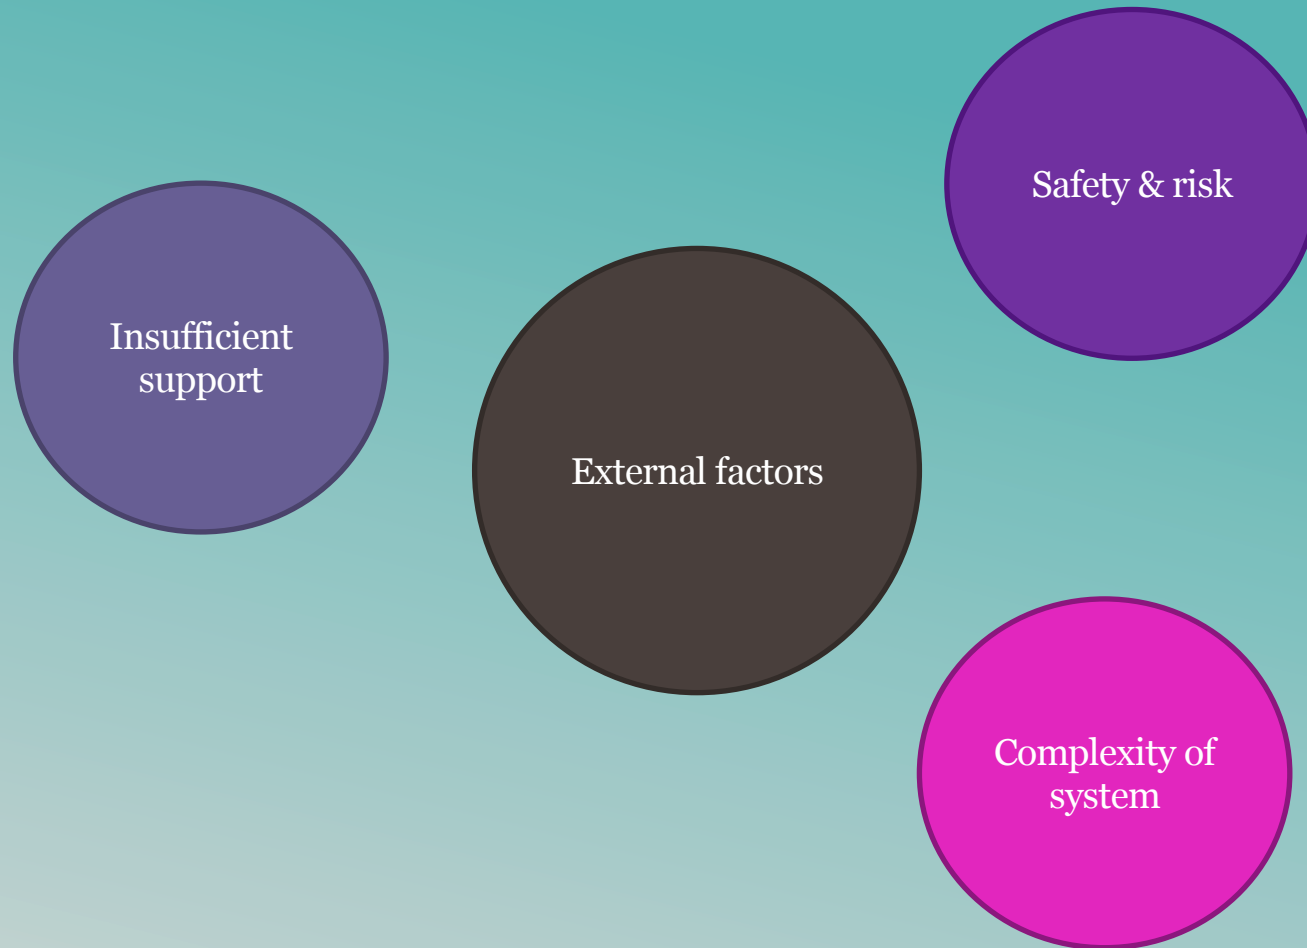 Safety & risk
Insufficient
support
External factors
Complexity of
system